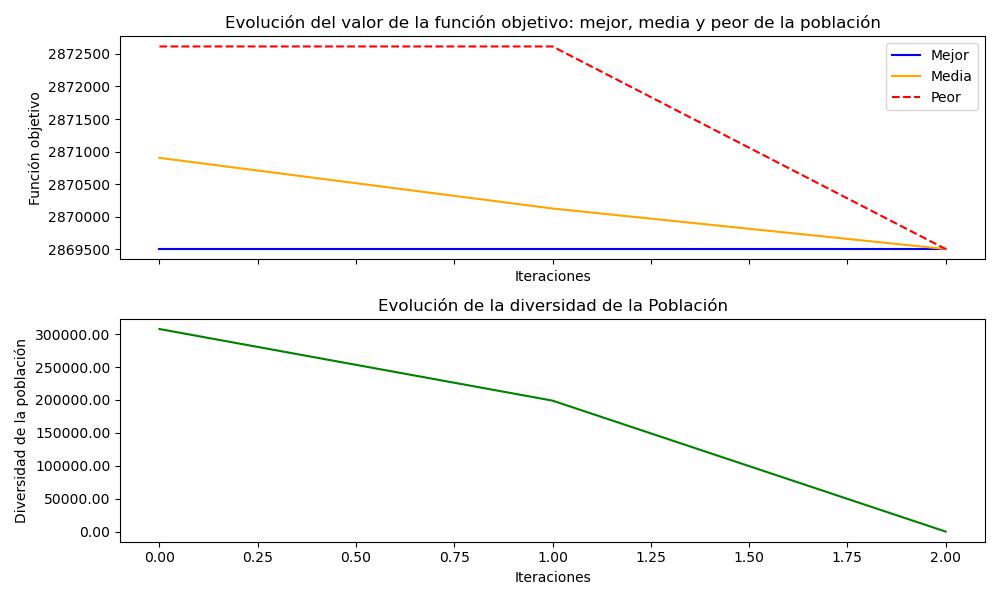 Evolución del valor de la función objetivo: mejor, media y peor de la población
Función objetivo
2872500
2872000
2871500
2871000
2870500
2870000
2869500
Mejor
Media
Peor
Iteraciones
Evolución de la diversidad de la Población
Diversidad de la población
300000.00
250000.00
200000.00
150000.00
100000.00
50000.00
0.00
0.00 0.25 0.50 0.75 1.00 1.25 1.50 1.75 2.00
Iteraciones